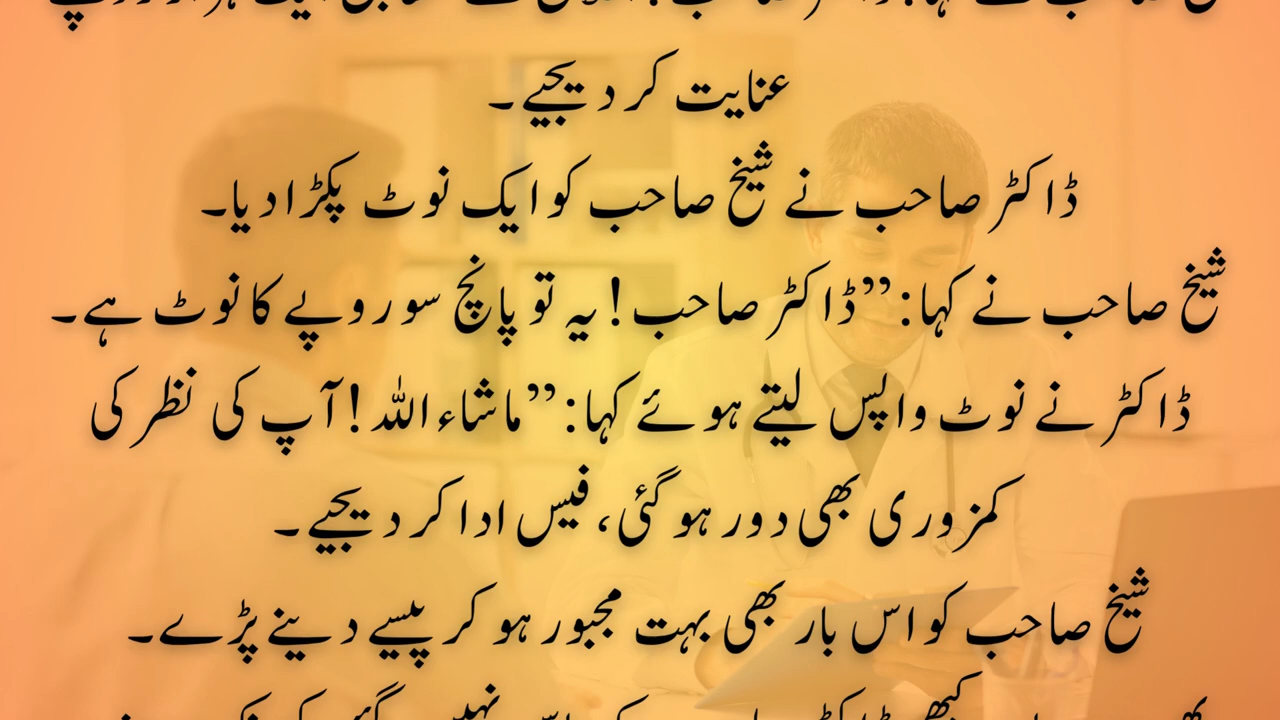 عنایت کر دیجیے۔
ڈاکٹر صاحب نے شیخ صاحب کو ایک نوٹ پکڑا دیا۔
شیخ صاحب نے کہا: ”ڈاکٹر صاحب! یہ تو پانچ سو روپے کا نوٹ ہے۔
ڈاکٹر نے نوٹ واپس لیتے ہوئے کہا: ”ماشاء اللہ! آپ کی نظر کی
کمزوری بھی دور ہو گئی، فیس ادا کر دیجیے۔
شیخ صاحب کو اس بار بھی بہت مجبور ہو کر پیسے دینے پڑے۔